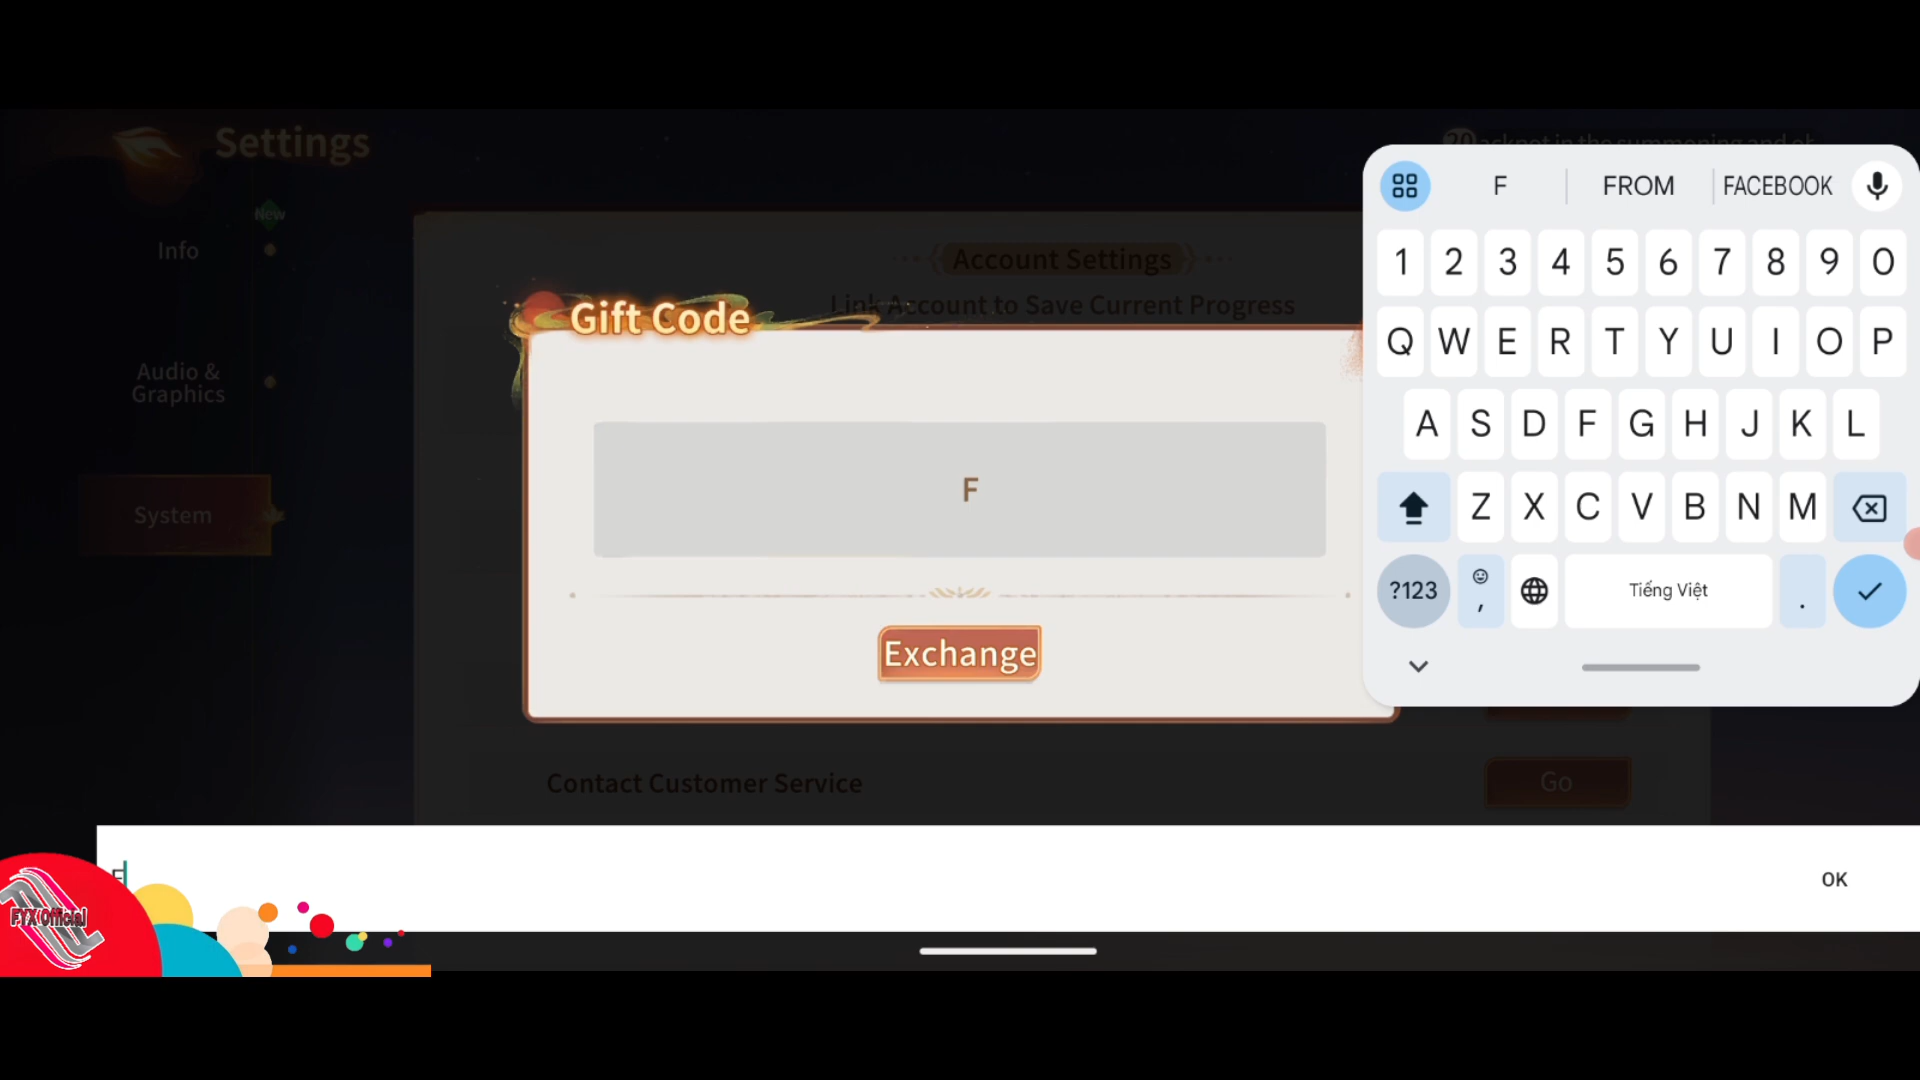 Settings
New
Info
Audio &
Graphics
System
Account Settings
Link Account to Save Current Progress
Gift Code
F
Exchange
Contact Customer Service
Go
F FROM FACEBOOK
1 2 3 4 5 6 7 8 9 0
Q W E R T Y U I O P
A S D F G H J K L
Z X C V B N M
?123 , Tiếng Việt .
F
OK
FYX Official